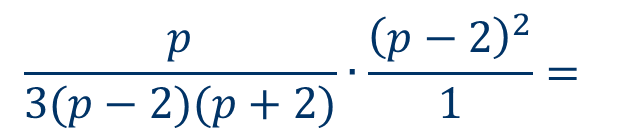 p / 3(p − 2)(p + 2) · (p − 2)² / 1 =